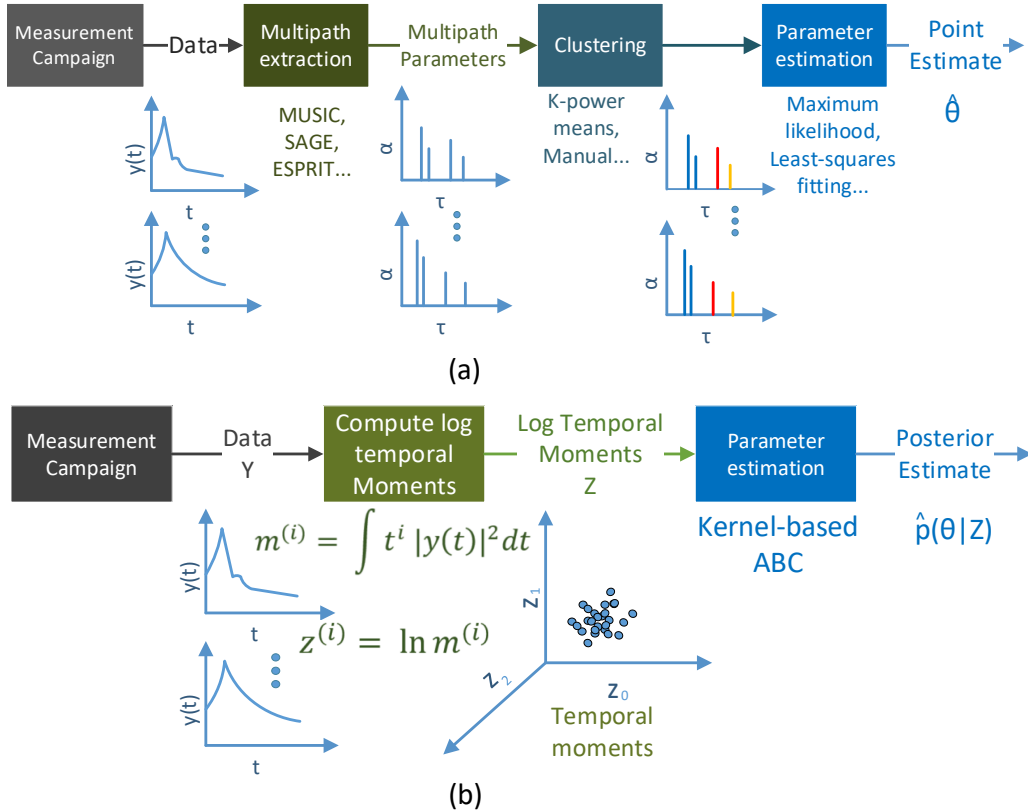 Measurement
Campaign
Data
Multipath
extraction
Multipath
Parameters
Clustering
Parameter
estimation
Point
Estimate
θ̂
MUSIC,
SAGE,
ESPRIT...
K-power
means,
Manual...
Maximum
likelihood,
Least-squares
fitting...
y(t)
t
α
τ
α
τ
y(t)
t
α
τ
α
τ
(a)
Measurement
Campaign
Data
Y
Compute log
temporal
Moments
Log Temporal
Moments
Z
Parameter
estimation
Posterior
Estimate
p̂(θ|Z)
Kernel-based
ABC
m⁽ⁱ⁾ = ∫ tⁱ |y(t)|² dt
z⁽ⁱ⁾ = ln m⁽ⁱ⁾
y(t)
t
y(t)
t
z₁
z₂
z₀
Temporal
moments
(b)